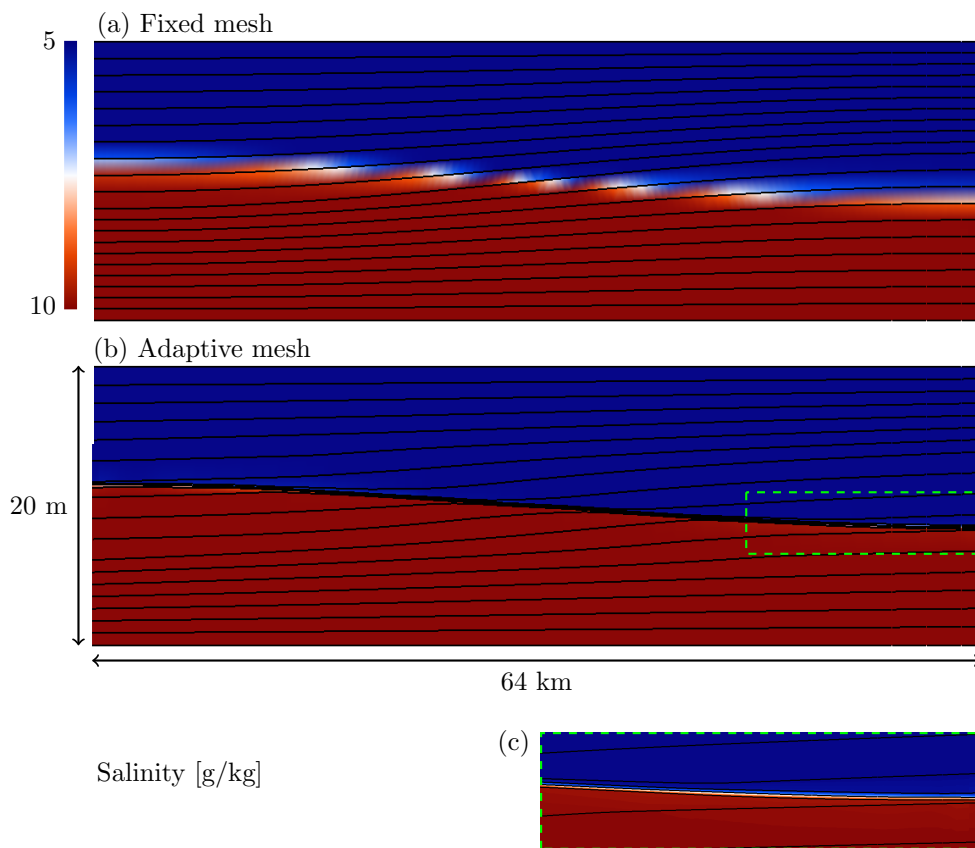 (a) Fixed mesh
5
10
(b) Adaptive mesh
20 m
64 km
(c)
Salinity [g/kg]